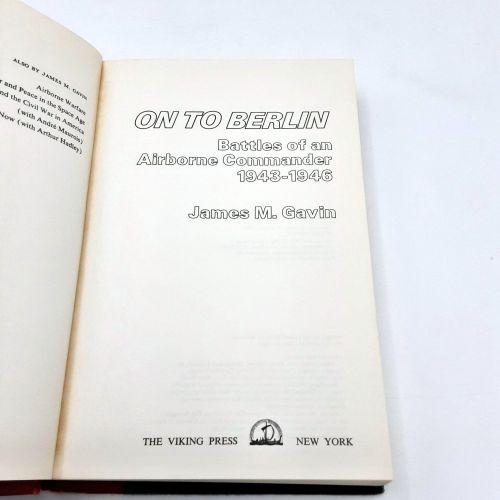 ALSO BY JAMES M. GAVIN
Airborne Warfare
and Peace in the Space Age
and the Civil War in America
(with André Maurois)
Now (with Arthur Hadley)
ON TO BERLIN
Battles of an
Airborne Commander
1943-1946
James M. Gavin
THE VIKING PRESS NEW YORK